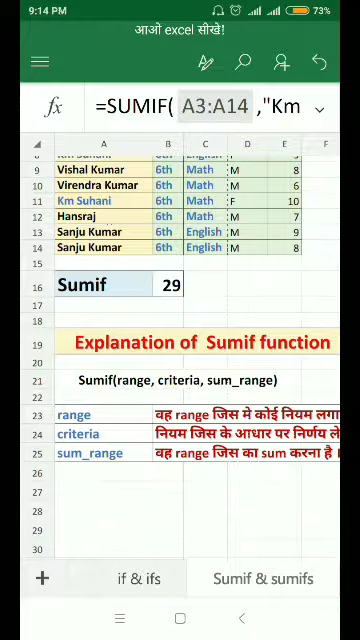 9:14 PM 73%
आओ excel सीखे!
fx =SUMIF( A3:A14 ,"Km
A B C D E F
9 Vishal Kumar 6th Math M 8
10 Virendra Kumar 6th Math M 6
11 Km Suhani 6th Math F 10
12 Hansraj 6th Math M 7
13 Sanju Kumar 6th English M 9
14 Sanju Kumar 6th English M 8
15
16 Sumif 29
17
18
19 Explanation of Sumif function
20
21 Sumif(range, criteria, sum_range)
22
23 range वह range जिस मे कोई नियम लगा
24 criteria नियम जिस के आधार पर निर्णय ले
25 sum_range वह range जिस का sum करना है ।
26
27
28
29
30
+ if & ifs Sumif & sumifs